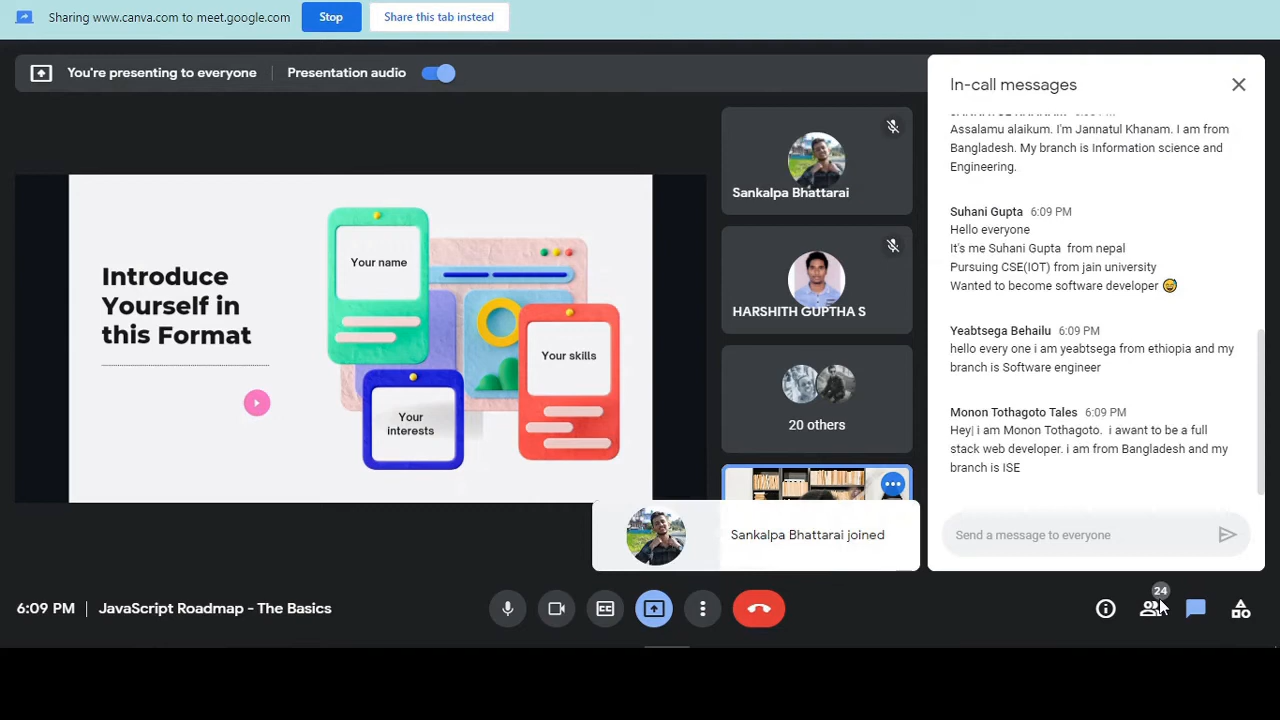 Sharing www.canva.com to meet.google.com
Stop
Share this tab instead
You're presenting to everyone
Presentation audio
Introduce
Yourself in
this Format
Your name
Your skills
Your
interests
Sankalpa Bhattarai
HARSHITH GUPTHA S
20 others
Sankalpa Bhattarai joined
In-call messages
Assalamu alaikum. I'm Jannatul Khanam. I am from
Bangladesh. My branch is Information science and
Engineering.
Suhani Gupta 6:09 PM
Hello everyone
It's me Suhani Gupta from nepal
Pursuing CSE(IOT) from jain university
Wanted to become software developer 😅
Yeabtsega Behailu 6:09 PM
hello every one i am yeabtsega from ethiopia and my
branch is Software engineer
Monon Tothagoto Tales 6:09 PM
Hey| i am Monon Tothagoto. i awant to be a full
stack web developer. i am from Bangladesh and my
branch is ISE
Send a message to everyone
6:09 PM | JavaScript Roadmap - The Basics
CC
24